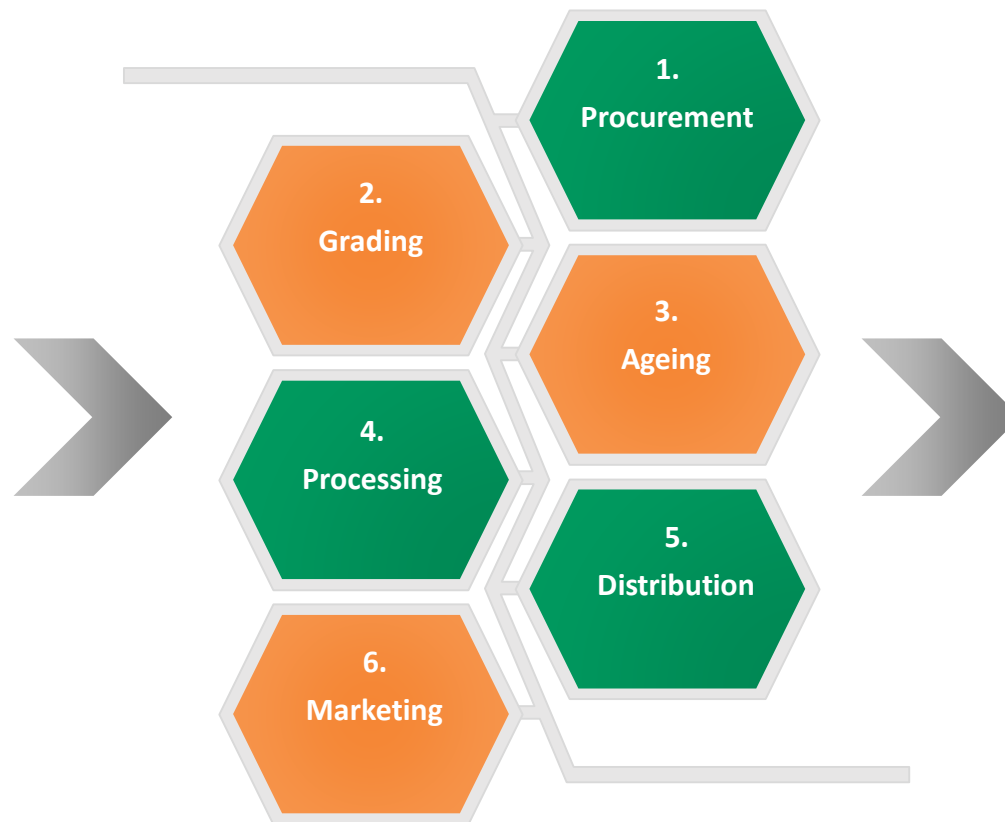 1.
Procurement
2.
Grading
3.
Ageing
4.
Processing
5.
Distribution
6.
Marketing